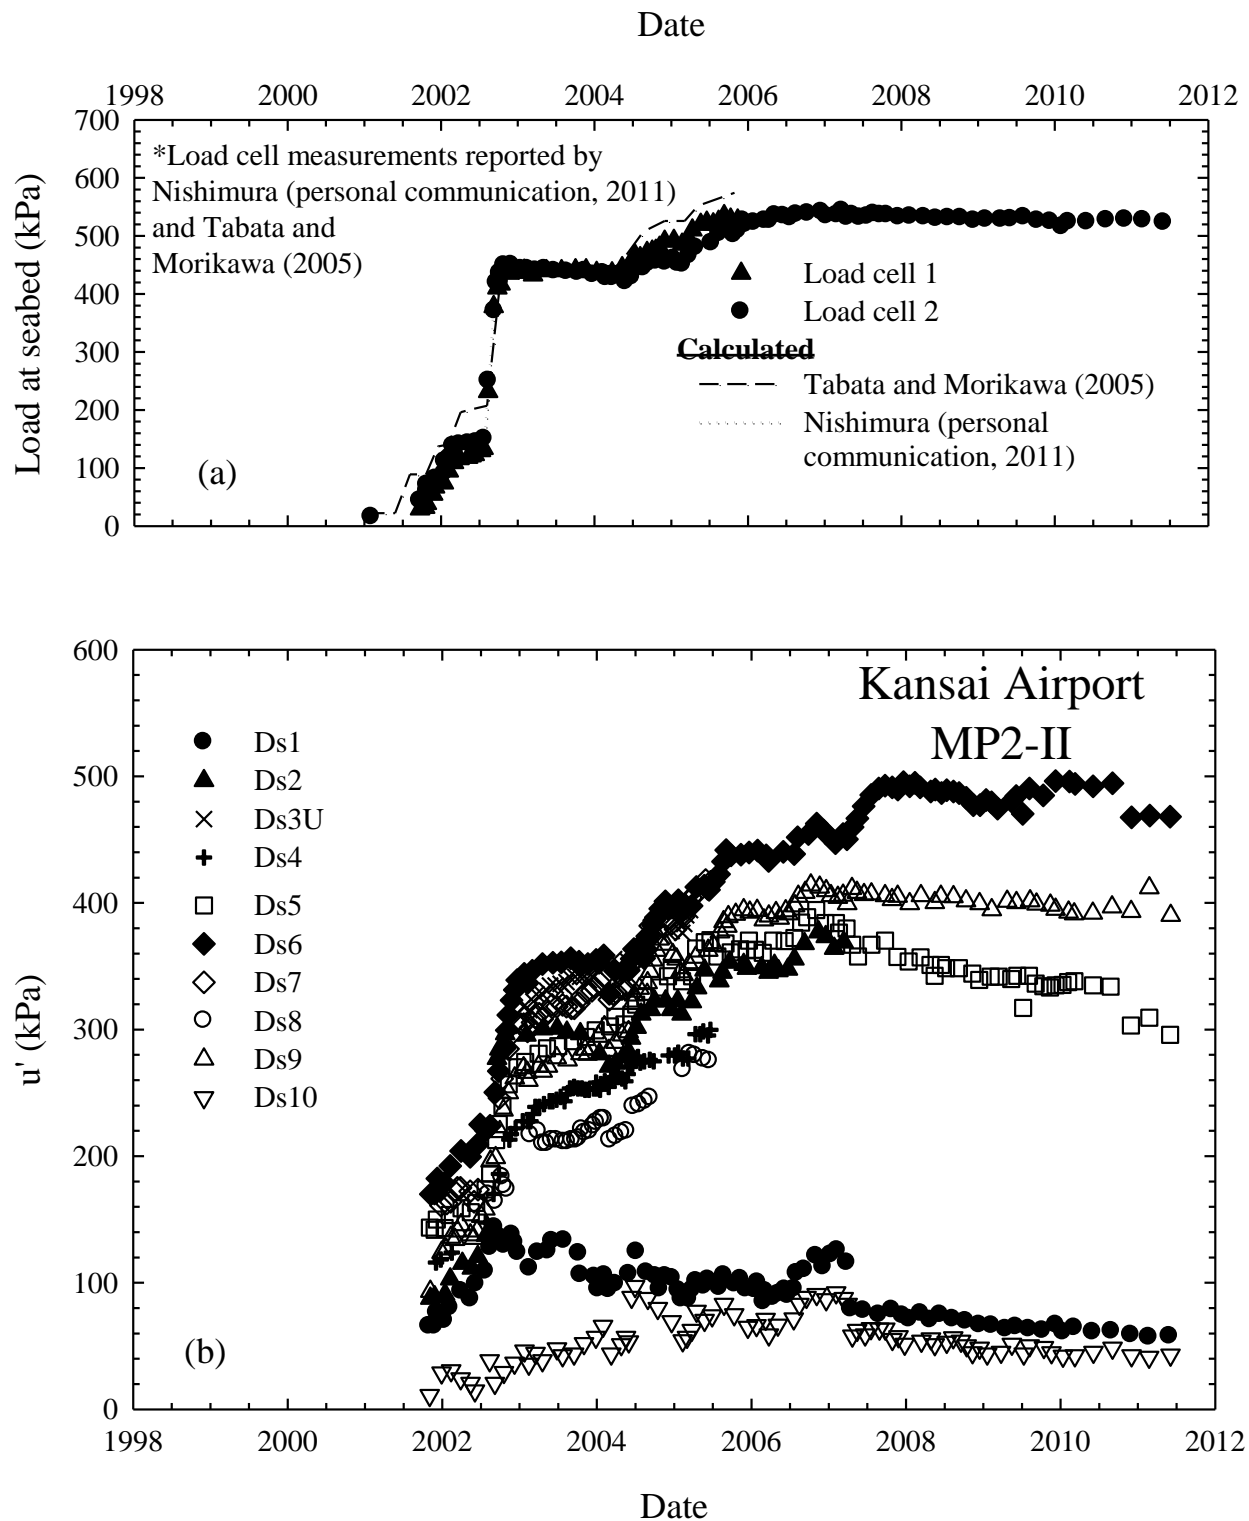 Date
1998 2000 2002 2004 2006 2008 2010 2012
700
600
500
400
300
200
100
0
Load at seabed (kPa)
*Load cell measurements reported by
Nishimura (personal communication, 2011)
and Tabata and
Morikawa (2005)
Load cell 1
Load cell 2
Calculated
Tabata and Morikawa (2005)
Nishimura (personal
communication, 2011)
(a)
600
500
400
300
200
100
0
u' (kPa)
Kansai Airport
MP2-II
Ds1
Ds2
Ds3U
Ds4
Ds5
Ds6
Ds7
Ds8
Ds9
Ds10
(b)
1998 2000 2002 2004 2006 2008 2010 2012
Date